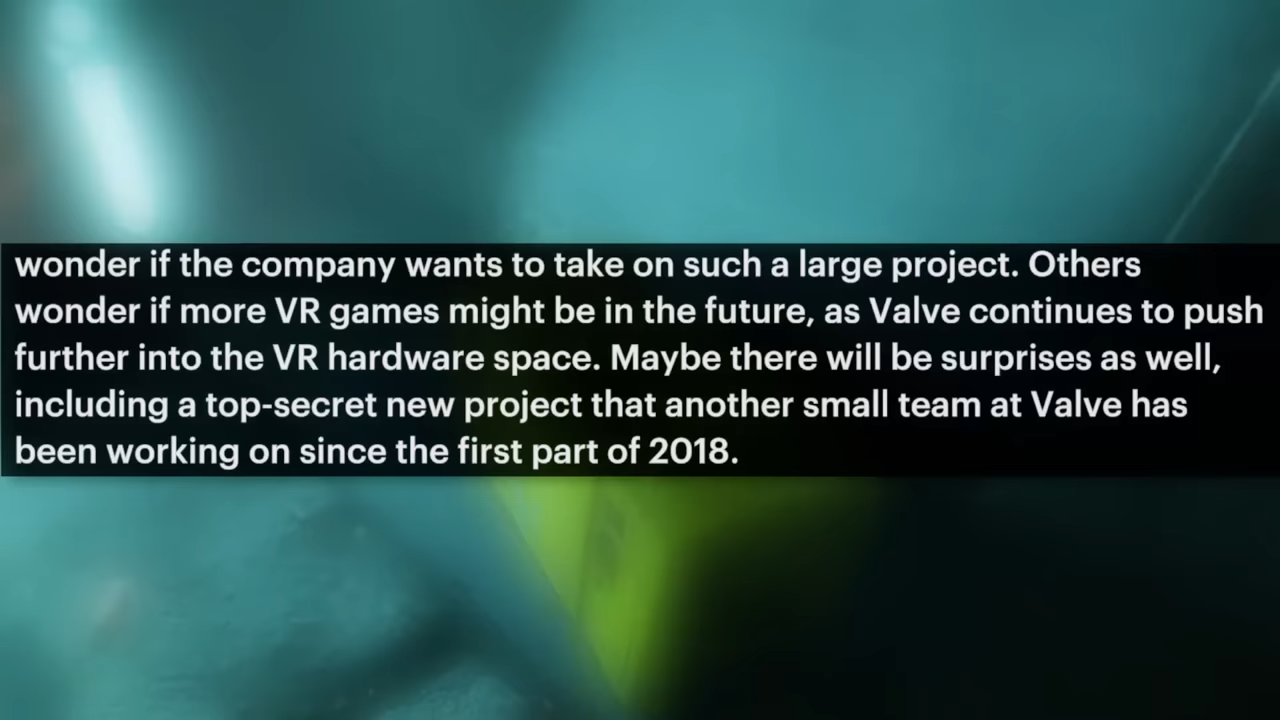 wonder if the company wants to take on such a large project. Others
wonder if more VR games might be in the future, as Valve continues to push
further into the VR hardware space. Maybe there will be surprises as well,
including a top-secret new project that another small team at Valve has
been working on since the first part of 2018.